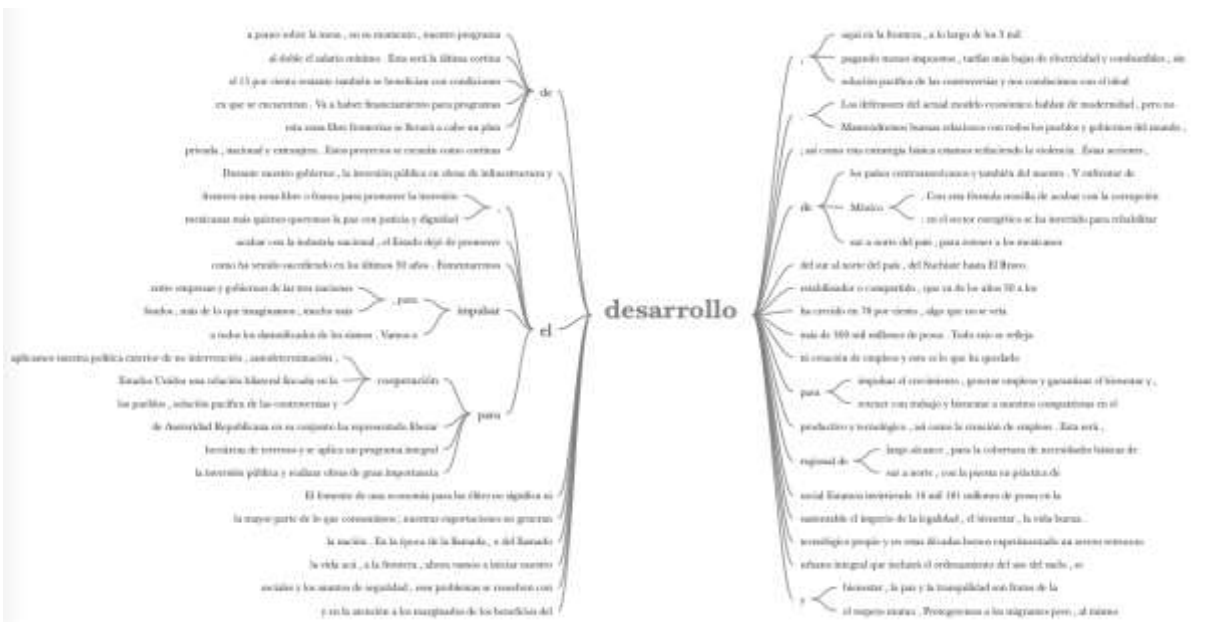 a poner sobre la mesa , en su momento , nuestro programa
al doble el salario mínimo . Esta será la última cortina
el 15 por ciento restante también se benefician con condiciones
en que se encuentran . Va a haber financiamiento para programas
esta zona libre fronteriza se llevará a cabo un plan
privada , nacional y extranjera . Estos proyectos se crearán como cortinas
de
Durante nuestro gobierno , la inversión pública en obras de infraestructura y
frontera una zona libre o franca para promover la inversión
mexicanas más quienes queremos la paz con justicia y dignidad
,
acabar con la industria nacional , el Estado dejó de promover
como ha venido sucediendo en los últimos 30 años . Fomentaremos
entre empresas y gobiernos de las tres naciones
fondos , más de lo que imaginamos , mucho más
, para
a todos los damnificados de los sismos . Vamos a
impulsar
el
aplicamos nuestra política exterior de no intervención , autodeterminación ,
Estados Unidos una relación bilateral fincada en la
los pueblos , solución pacífica de las controversias y
cooperación
de Austeridad Republicana en su conjunto ha representado liberar
hectáreas de terrenos y se aplica un programa integral
la inversión pública y realizar obras de gran importancia
para
El fomento de una economía para las élites no significa ni
la mayor parte de lo que consumimos ; nuestras exportaciones no generan
la nación . En la época de la llamada , o del llamado
la vida acá , a la frontera , ahora vamos a iniciar nuestro
sociales y los asuntos de seguridad , esos problemas se resuelven con
y en la atención a los marginados de los beneficios del
desarrollo
,
aquí en la frontera , a lo largo de los 3 mil
pagando menos impuestos , tarifas más bajas de electricidad y combustibles , sin
solución pacífica de las controversias y nos conducimos con el ideal
.
Los defensores del actual modelo económico hablan de modernidad , pero no
Mantendremos buenas relaciones con todos los pueblos y gobiernos del mundo ,
; así como una estrategia básica estamos reduciendo la violencia . Estas acciones ,
de
los países centroamericanos y también del nuestro . Y enfrentar de
México
. Con esta fórmula sencilla de acabar con la corrupción
: en el sector energético se ha invertido para rehabilitar
sur a norte del país , para retener a los mexicanos
del sur al norte del país , del Suchiate hasta El Bravo.
estabilizador o compartido , que va de los años 50 a los
ha crecido en 70 por ciento , algo que no se veía
más de 300 mil millones de pesos . Todo esto se refleja
ni creación de empleos y esto es lo que ha quedado
para
impulsar el crecimiento , generar empleos y garantizar el bienestar y ,
retener con trabajo y bienestar a nuestros compatriotas en el
productivo y tecnológico , así como la creación de empleos . Esta será ,
regional de
largo alcance , para la cobertura de necesidades básicas de
sur a norte , con la puesta en práctica de
social Estamos invirtiendo 10 mil 101 millones de pesos en la
sustentable el imperio de la legalidad , el bienestar , la vida buena .
tecnológico propio y en estas décadas hemos experimentado un severo retroceso
urbano integral que incluirá el ordenamiento del uso del suelo , se
y
bienestar , la paz y la tranquilidad son frutos de la
el respeto mutuo . Protegeremos a los migrantes pero , al mismo